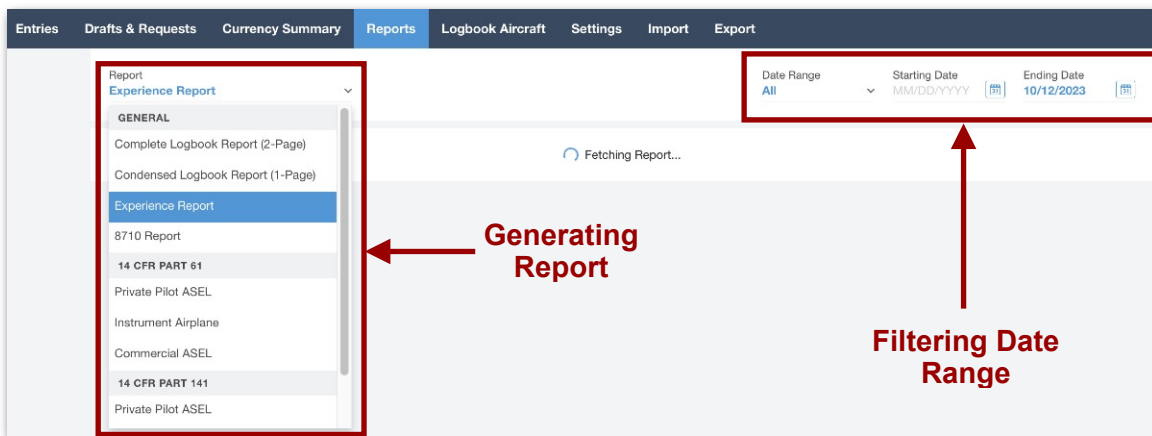 Entries Drafts & Requests Currency Summary Reports Logbook Aircraft Settings Import Export
Report
Experience Report
Date Range Starting Date Ending Date
All MM/DD/YYYY 31 10/12/2023 31
GENERAL
Complete Logbook Report (2-Page)
Condensed Logbook Report (1-Page)
Experience Report
8710 Report
14 CFR PART 61
Private Pilot ASEL
Instrument Airplane
Commercial ASEL
14 CFR PART 141
Private Pilot ASEL
Fetching Report...
Generating
Report
Filtering Date
Range